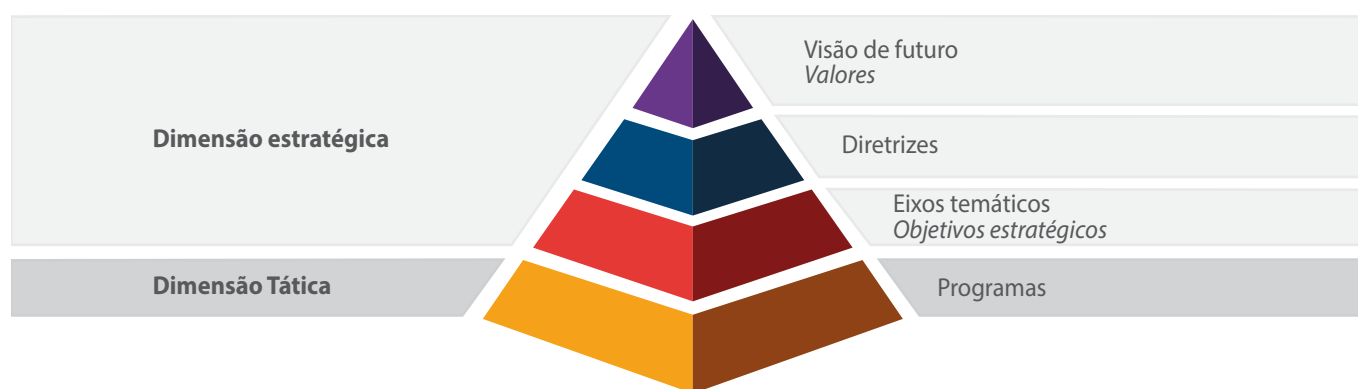 Visão de futuro
Valores
Dimensão estratégica
Diretrizes
Eixos temáticos
Objetivos estratégicos
Dimensão Tática
Programas